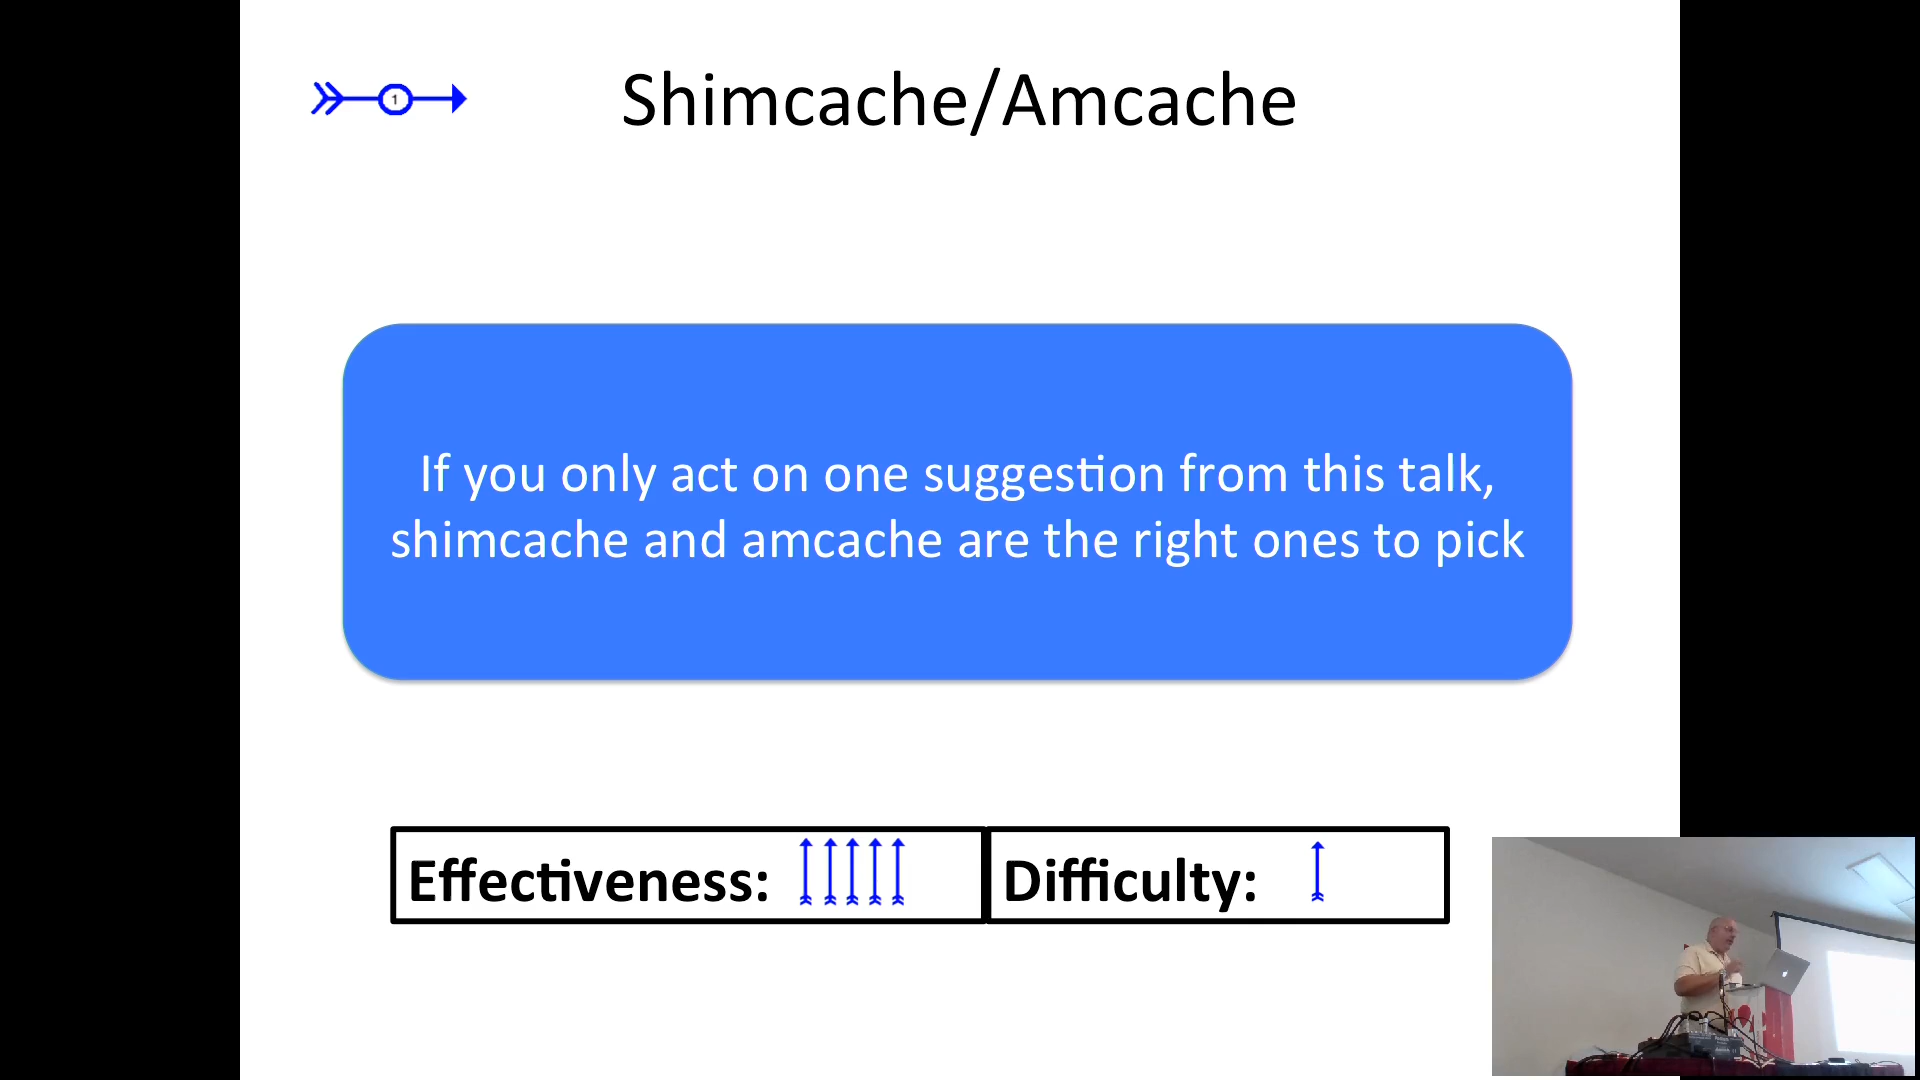 1
Shimcache/Amcache
If you only act on one suggestion from this talk,
shimcache and amcache are the right ones to pick
Effectiveness:
Difficulty: